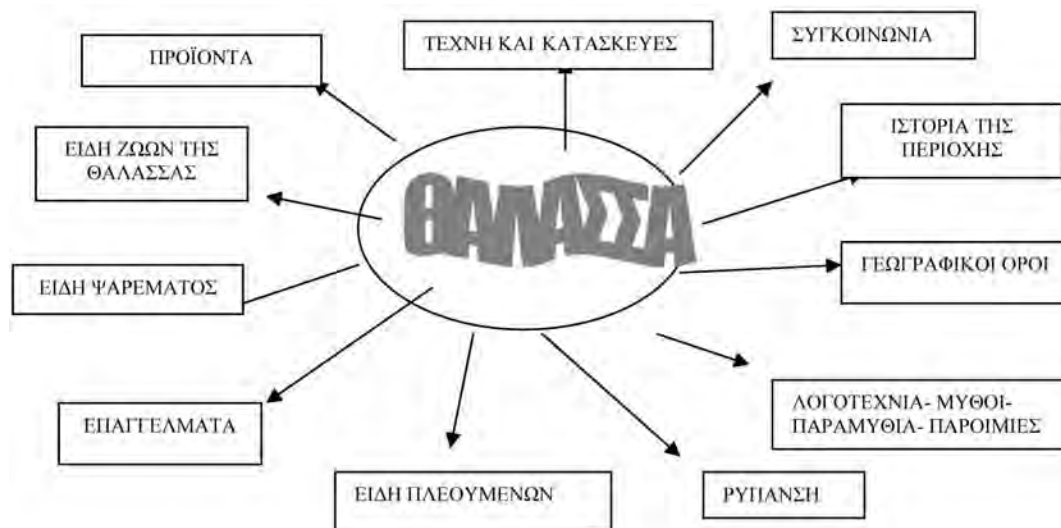 ΤΕΧΝΗ ΚΑΙ ΚΑΤΑΣΚΕΥΕΣ
ΣΥΓΚΟΙΝΩΝΙΑ
ΠΡΟΪΟΝΤΑ
ΙΣΤΟΡΙΑ ΤΗΣ
ΠΕΡΙΟΧΗΣ
ΕΙΔΗ ΖΩΩΝ ΤΗΣ
ΘΑΛΑΣΣΑΣ
ΘΑΛΑΣΣΑ
ΓΕΩΓΡΑΦΙΚΟΙ ΟΡΟΙ
ΕΙΔΗ ΨΑΡΕΜΑΤΟΣ
ΛΟΓΟΤΕΧΝΙΑ- ΜΥΘΟΙ-
ΠΑΡΑΜΥΘΙΑ- ΠΑΡΟΙΜΙΕΣ
ΕΠΑΓΓΕΛΜΑΤΑ
ΕΙΔΗ ΠΛΕΟΥΜΕΝΩΝ
ΡΥΠΑΝΣΗ